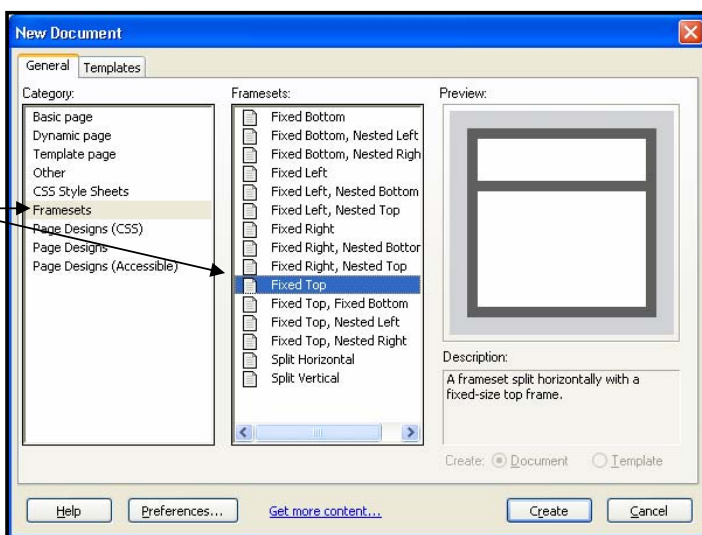 New Document
General Templates
Category:
Basic page
Dynamic page
Template page
Other
CSS Style Sheets
Framesets
Page Designs (CSS)
Page Designs
Page Designs (Accessible)
Framesets:
Fixed Bottom
Fixed Bottom, Nested Left
Fixed Bottom, Nested Righ
Fixed Left
Fixed Left, Nested Bottom
Fixed Left, Nested Top
Fixed Right
Fixed Right, Nested Bottor
Fixed Right, Nested Top
Fixed Top
Fixed Top, Fixed Bottom
Fixed Top, Nested Left
Fixed Top, Nested Right
Split Horizontal
Split Vertical
Preview:
Description:
A frameset split horizontally with a
fixed-size top frame.
Create: Document Template
Help Preferences... Get more content... Create Cancel